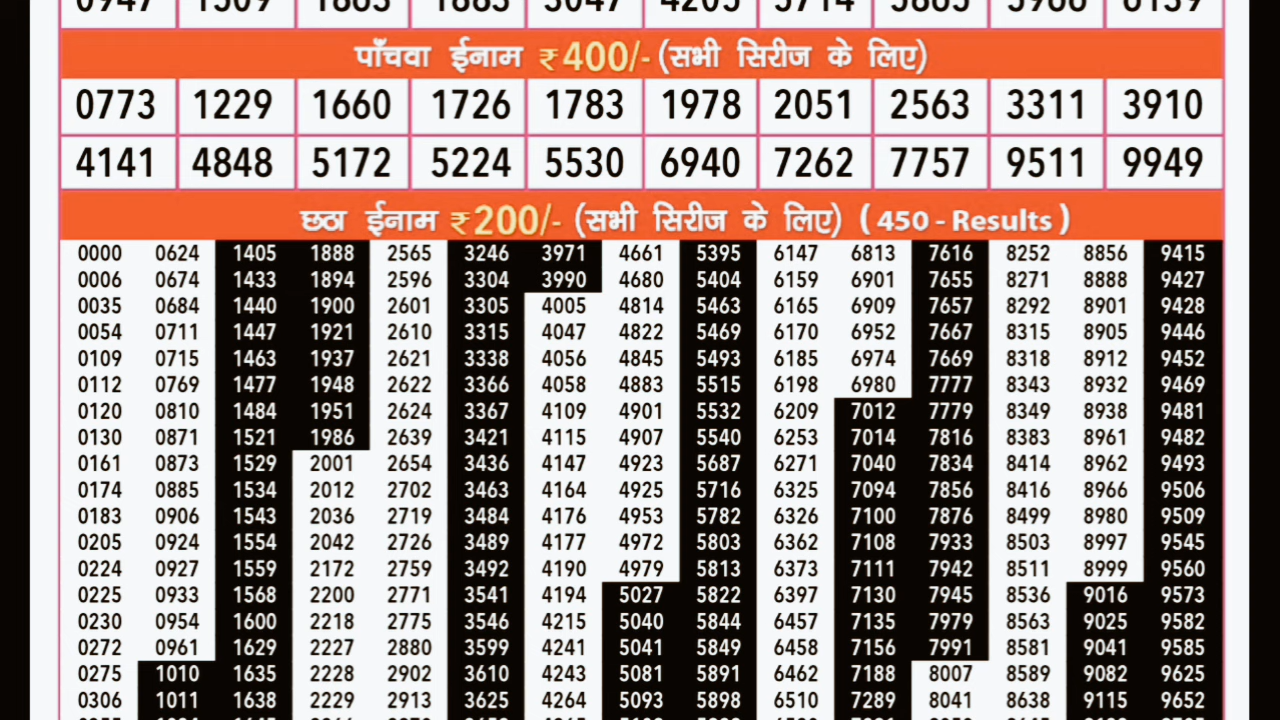 0947 1509 1863 1883 3047 4205 5714 5865 5966 6139
पाँचवा ईनाम ₹400/- (सभी सिरीज के लिए)
0773 1229 1660 1726 1783 1978 2051 2563 3311 3910
4141 4848 5172 5224 5530 6940 7262 7757 9511 9949
छठा ईनाम ₹200/- (सभी सिरीज के लिए) ( 450 - Results )
0000 0624 1405 1888 2565 3246 3971 4661 5395 6147 6813 7616 8252 8856 9415
0006 0674 1433 1894 2596 3304 3990 4680 5404 6159 6901 7655 8271 8888 9427
0035 0684 1440 1900 2601 3305 4005 4814 5463 6165 6909 7657 8292 8901 9428
0054 0711 1447 1921 2610 3315 4047 4822 5469 6170 6952 7667 8315 8905 9446
0109 0715 1463 1937 2621 3338 4056 4845 5493 6185 6974 7669 8318 8912 9452
0112 0769 1477 1948 2622 3366 4058 4883 5515 6198 6980 7777 8343 8932 9469
0120 0810 1484 1951 2624 3367 4109 4901 5532 6209 7012 7779 8349 8938 9481
0130 0871 1521 1986 2639 3421 4115 4907 5540 6253 7014 7816 8383 8961 9482
0161 0873 1529 2001 2654 3436 4147 4923 5687 6271 7040 7834 8414 8962 9493
0174 0885 1534 2012 2702 3463 4164 4925 5716 6325 7094 7856 8416 8966 9506
0183 0906 1543 2036 2719 3484 4176 4953 5782 6326 7100 7876 8499 8980 9509
0205 0924 1554 2042 2726 3489 4177 4972 5803 6362 7108 7933 8503 8997 9545
0224 0927 1559 2172 2759 3492 4190 4979 5813 6373 7111 7942 8511 8999 9560
0225 0933 1568 2200 2771 3541 4194 5027 5822 6397 7130 7945 8536 9016 9573
0230 0954 1600 2218 2775 3546 4215 5040 5844 6457 7135 7979 8563 9025 9582
0272 0961 1629 2227 2880 3599 4241 5041 5849 6458 7156 7991 8581 9041 9585
0275 1010 1635 2228 2902 3610 4243 5081 5891 6462 7188 8007 8589 9082 9625
0306 1011 1638 2229 2913 3625 4264 5093 5898 6510 7289 8041 8638 9115 9652